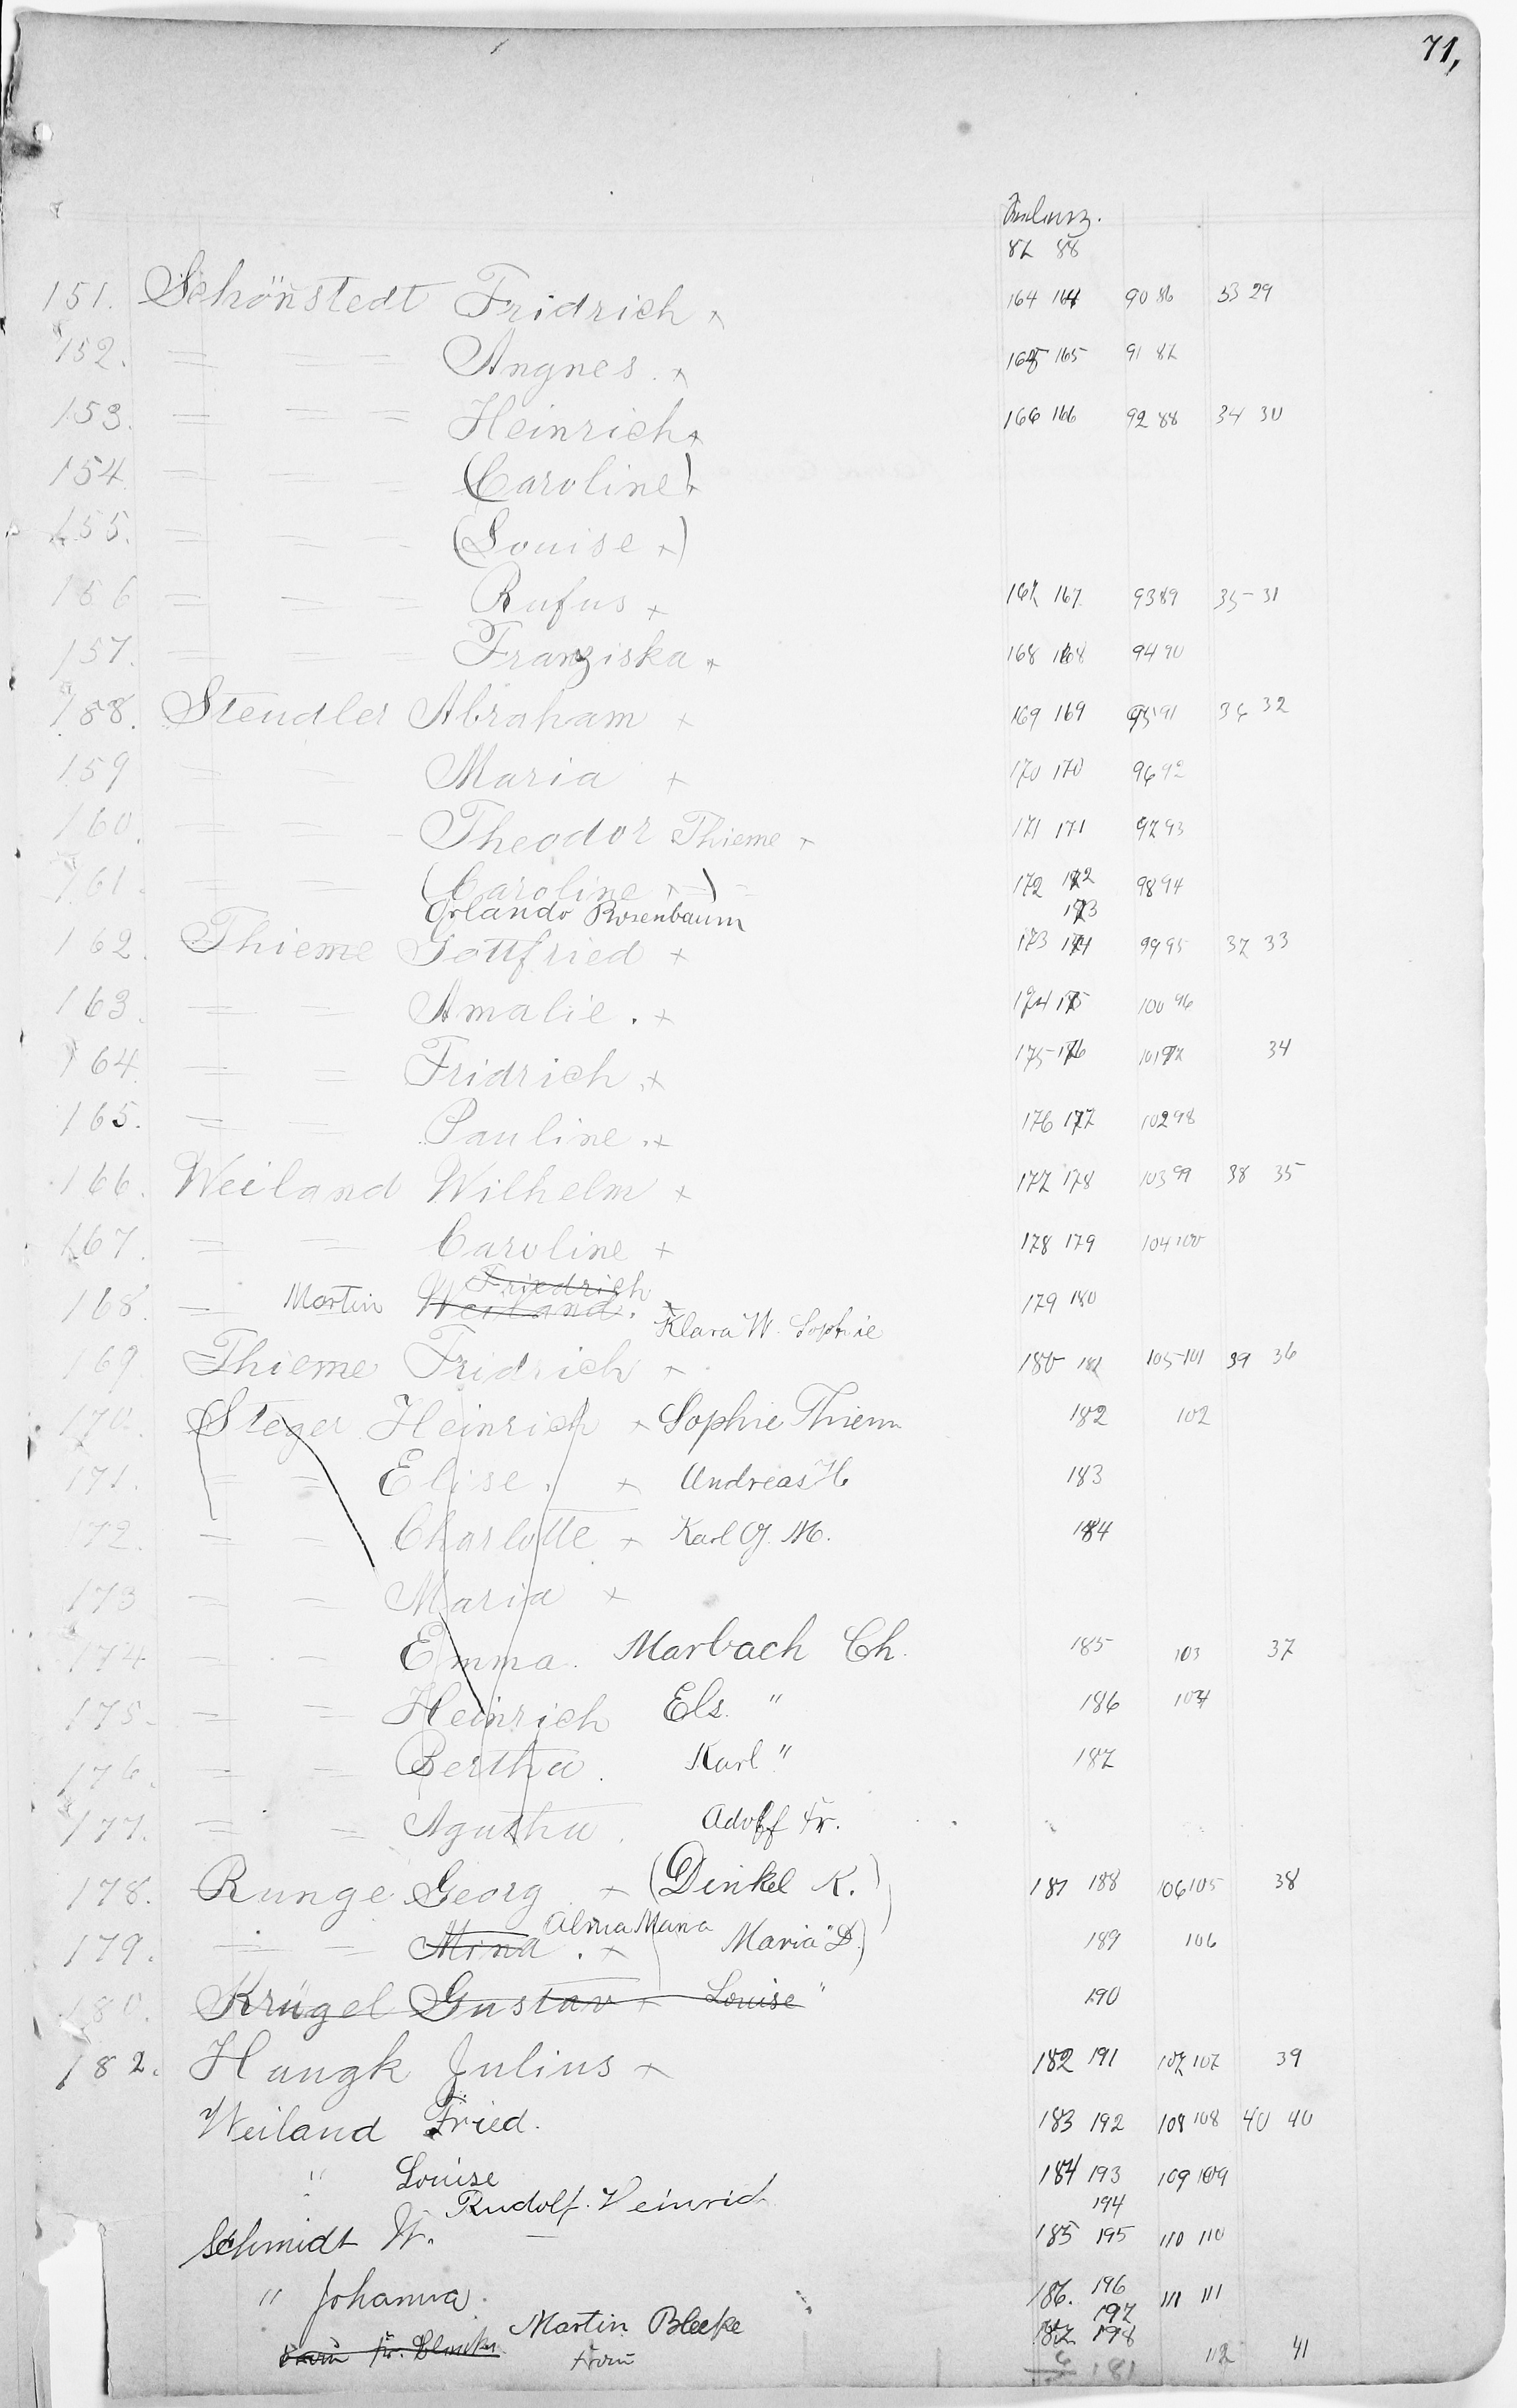 71,
87 88
151. Schönstedt Fridrich x 164 164 90 86 33 29
152. = = = Angnes. x 165 165 91 87
153. = = = Heinrich x 166 166 92 88 34 30
154. = = = (Caroline) x
155. = = = (Louise x)
156 = = = Rufus x 167 167 93 89 35 31
157. = = = Franziska x 168 168 94 90
158. Steudler Abraham x 169 169 95 91 36 32
159 = = Maria x 170 170 96 92
160. = = = Theodor Thieme x 171 171 97 93
161. = = (Caroline x =) = 172 172 98 94
Orlando Rosenbaum 173
162. Thieme Gottfried x 173 174 99 95 37 33
163. = = Amalie. x 174 175 100 96
164. = = Fridrich. x 175 176 101 97 34
165. = = Pauline. x 176 177 102 98
166. Weiland Wilhelm x 177 178 103 99 38 35
167. = = Caroline x 178 179 104 100
Friedrich
168. = Martin Weiland. x 179 180
Klara W. Sophie
169 Thieme Fridrich x 180 181 105 101 39 36
170 Steger Heinrich x Sophie Thiem 182 102
171. = = Elise. x Andreas H 183
172. = = Charlotte x Karl G. M. 184
173 = = Maria x
174 = = Emma. Marbach Ch. 185 103 37
175. = = Heinrich Els. " 186 104
176. = = Bertha. Karl " 187
177. = = Agatha. Adolf Fr.
178. Runge Georg x (Dinkel K.) 181 188 106 105 38
Alma Maria
179. = = Mina. x (Maria D.) 189 106
180. Krügel Gustav x Louise " 190
182. Haugk Julius x 182 191 107 107 39
Weiland Fried. 183 192 108 108 40 40
" Louise 184 193 109 109
Rudolf. Heinrich 194
Schmidt W. 185 195 110 110
" Johanna. 186. 196 111 111
Martin Bleeke 197
187 198
Frau 181 112 41